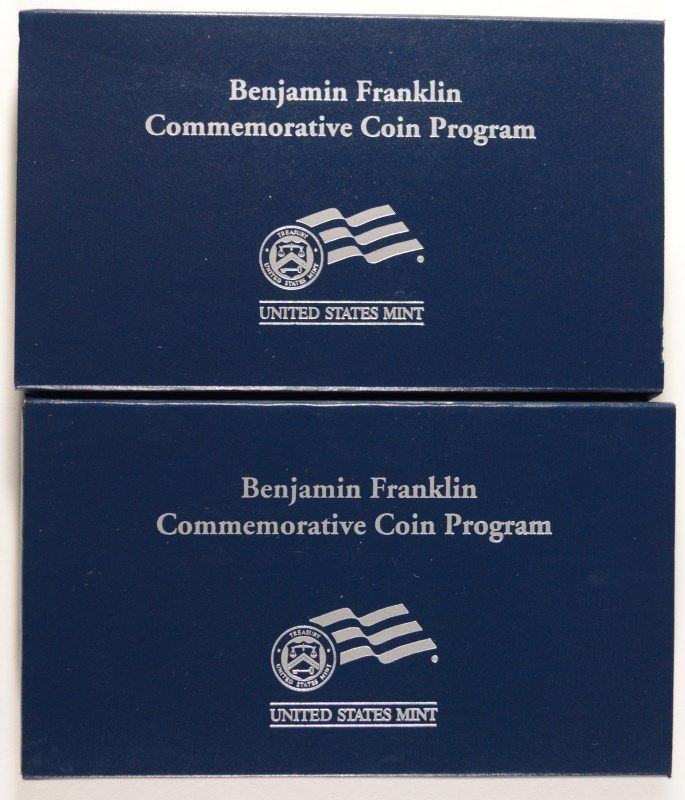 Benjamin Franklin
Commemorative Coin Program
TREASURY
UNITED STATES MINT
UNITED STATES MINT
Benjamin Franklin
Commemorative Coin Program
TREASURY
UNITED STATES MINT
UNITED STATES MINT